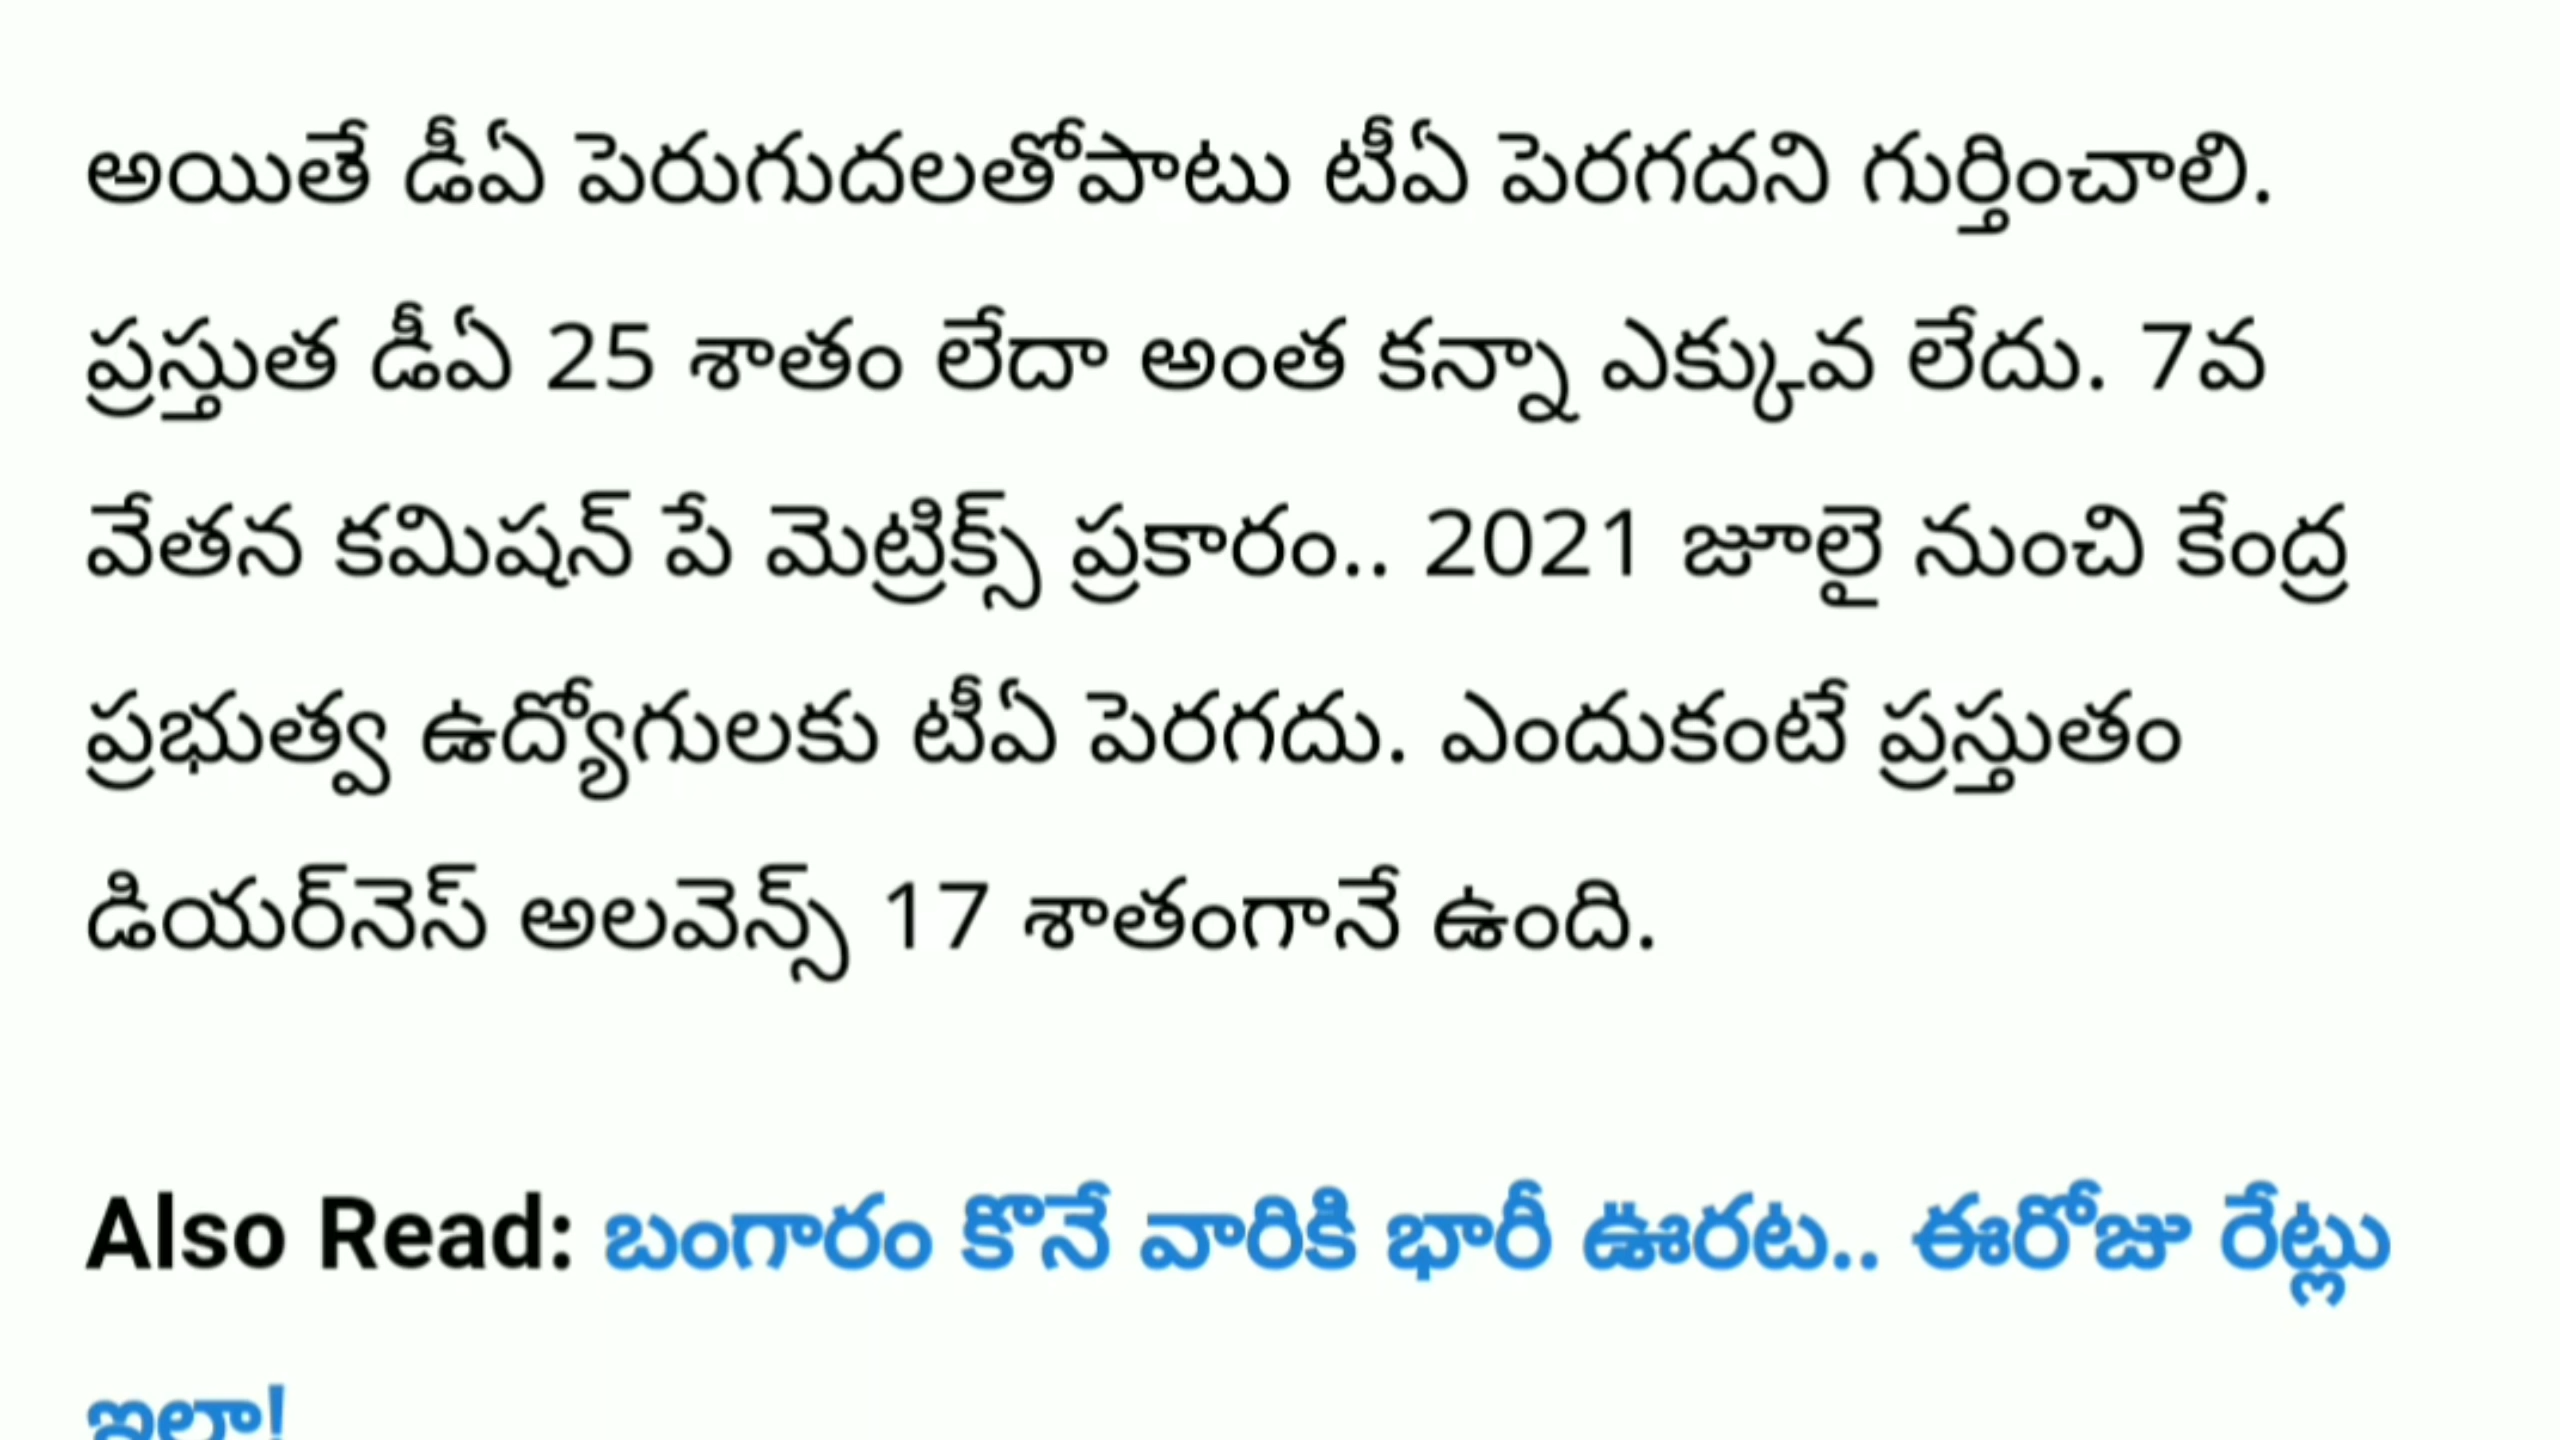 అయితే డీఏ పెరుగుదలతోపాటు టీఏ పెరగదని గుర్తించాలి.
ప్రస్తుత డీఏ 25 శాతం లేదా అంత కన్నా ఎక్కువ లేదు. 7వ
వేతన కమిషన్ పే మెట్రిక్స్ ప్రకారం.. 2021 జూలై నుంచి కేంద్ర
ప్రభుత్వ ఉద్యోగులకు టీఏ పెరగదు. ఎందుకంటే ప్రస్తుతం
డియర్‌నెస్ అలవెన్స్ 17 శాతంగానే ఉంది.
Also Read: బంగారం కొనే వారికి భారీ ఊరట.. ఈరోజు రేట్లు
ఇలా!